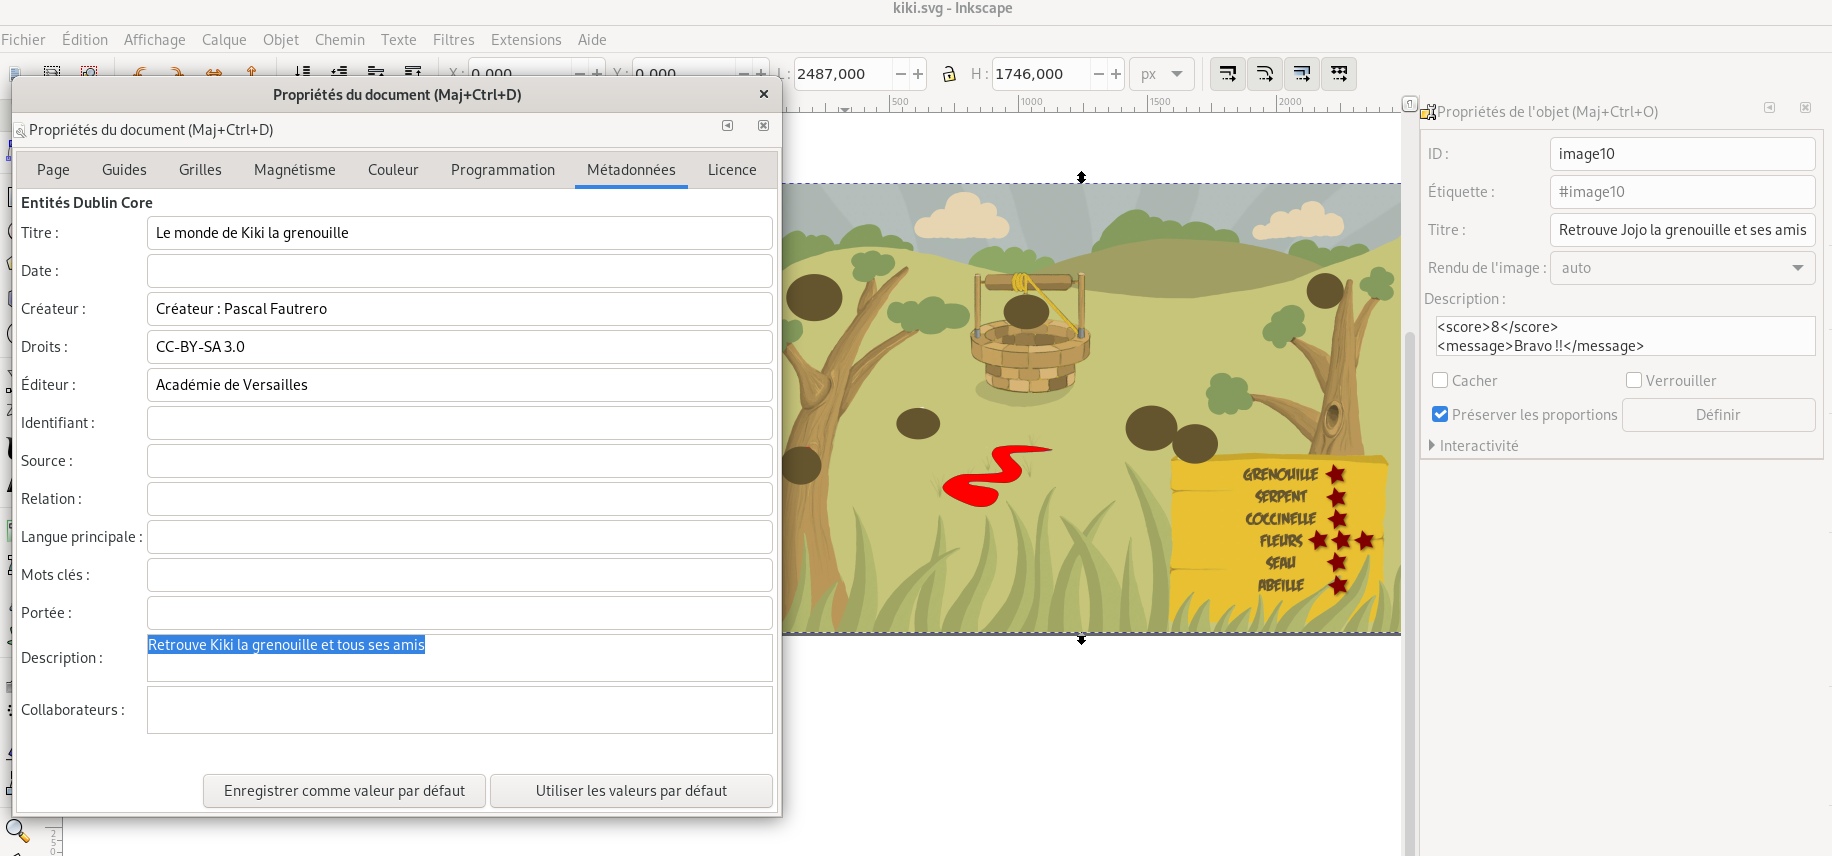 kiki.svg - Inkscape
Fichier Édition Affichage Calque Objet Chemin Texte Filtres Extensions Aide
X : 0,000 Y : 0,000 L : 2487,000 H : 1746,000 px
500 1000 1500 2000
Propriétés du document (Maj+Ctrl+D)
Propriétés du document (Maj+Ctrl+D)
Page Guides Grilles Magnétisme Couleur Programmation Métadonnées Licence
Entités Dublin Core
Titre : Le monde de Kiki la grenouille
Date :
Créateur : Créateur : Pascal Fautrero
Droits : CC-BY-SA 3.0
Éditeur : Académie de Versailles
Identifiant :
Source :
Relation :
Langue principale :
Mots clés :
Portée :
Description : Retrouve Kiki la grenouille et tous ses amis
Collaborateurs :
Enregistrer comme valeur par défaut Utiliser les valeurs par défaut
GRENOUILLE
SERPENT
COCCINELLE
FLEURS
SEAU
ABEILLE
Propriétés de l'objet (Maj+Ctrl+O)
ID : image10
Étiquette : #image10
Titre : Retrouve Jojo la grenouille et ses amis
Rendu de l'image : auto
Description :
<score>8</score>
<message>Bravo !!</message>
Cacher Verrouiller
Préserver les proportions Définir
Interactivité